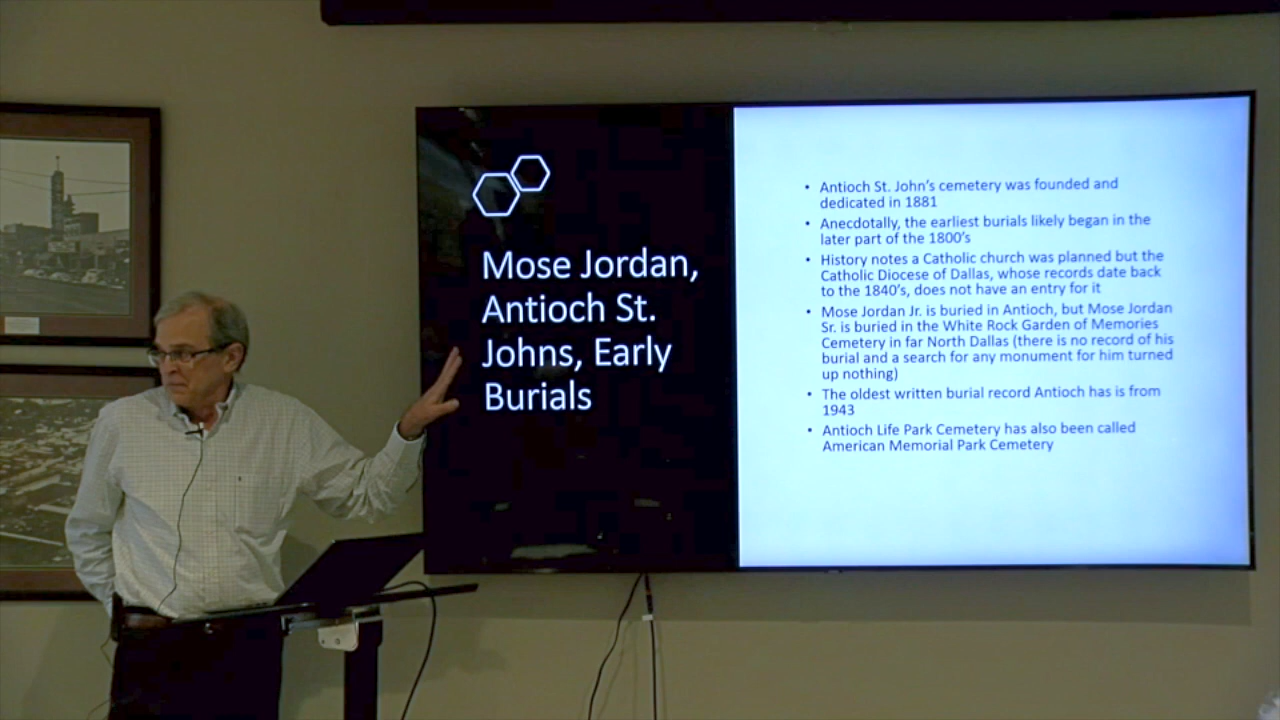 Mose Jordan,
Antioch St.
Johns, Early
Burials
• Antioch St. John's cemetery was founded and
dedicated in 1881
• Anecdotally, the earliest burials likely began in the
later part of the 1800's
• History notes a Catholic church was planned but the
Catholic Diocese of Dallas, whose records date back
to the 1840's, does not have an entry for it
• Mose Jordan Jr. is buried in Antioch, but Mose Jordan
Sr. is buried in the White Rock Garden of Memories
Cemetery in far North Dallas (there is no record of his
burial and a search for any monument for him turned
up nothing)
• The oldest written burial record Antioch has is from
1943
• Antioch Life Park Cemetery has also been called
American Memorial Park Cemetery